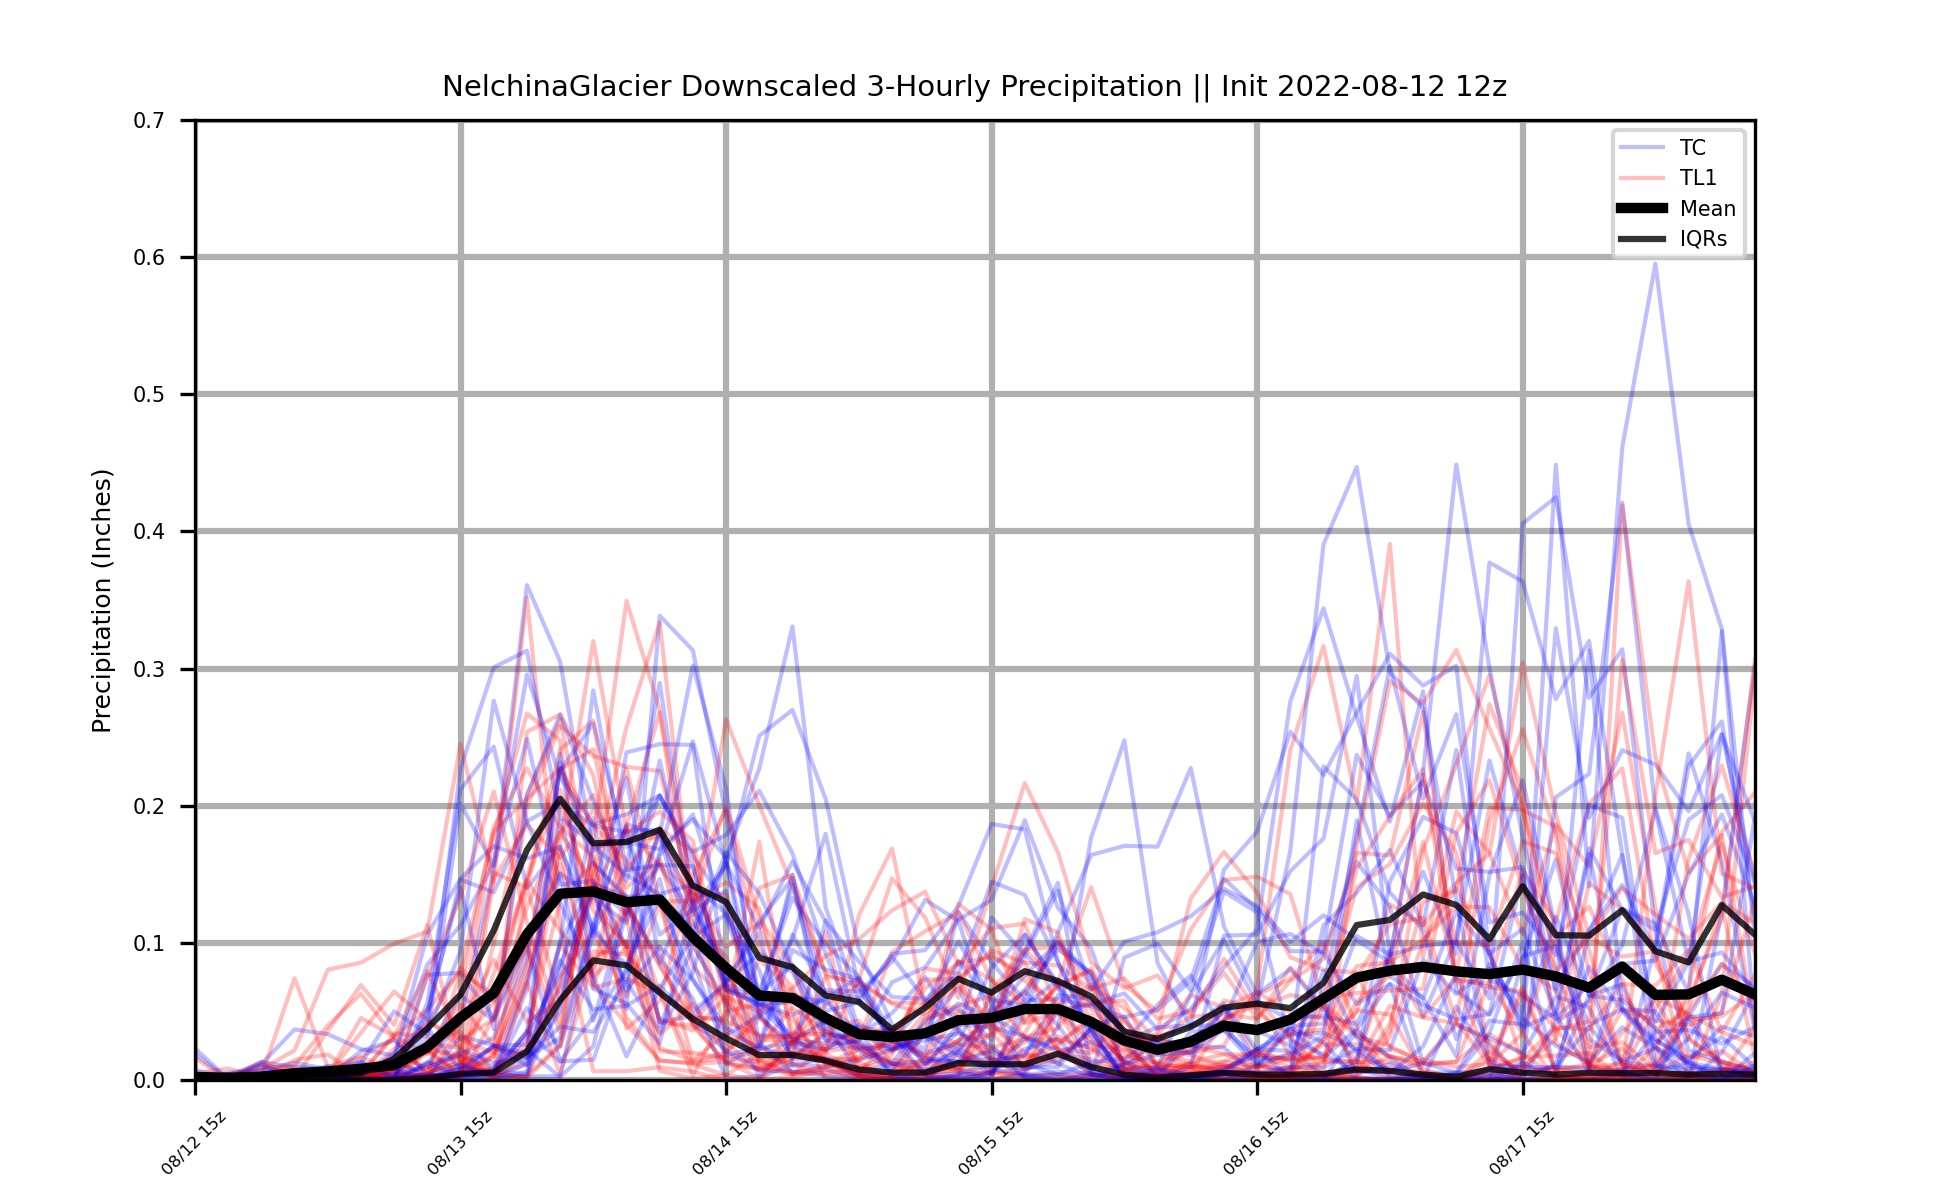 NelchinaGlacier Downscaled 3-Hourly Precipitation || Init 2022-08-12 12z
TC
TL1
Mean
IQRs
Precipitation (Inches)
0.7
0.6
0.5
0.4
0.3
0.2
0.1
0.0
08/12 15z
08/13 15z
08/14 15z
08/15 15z
08/16 15z
08/17 15z